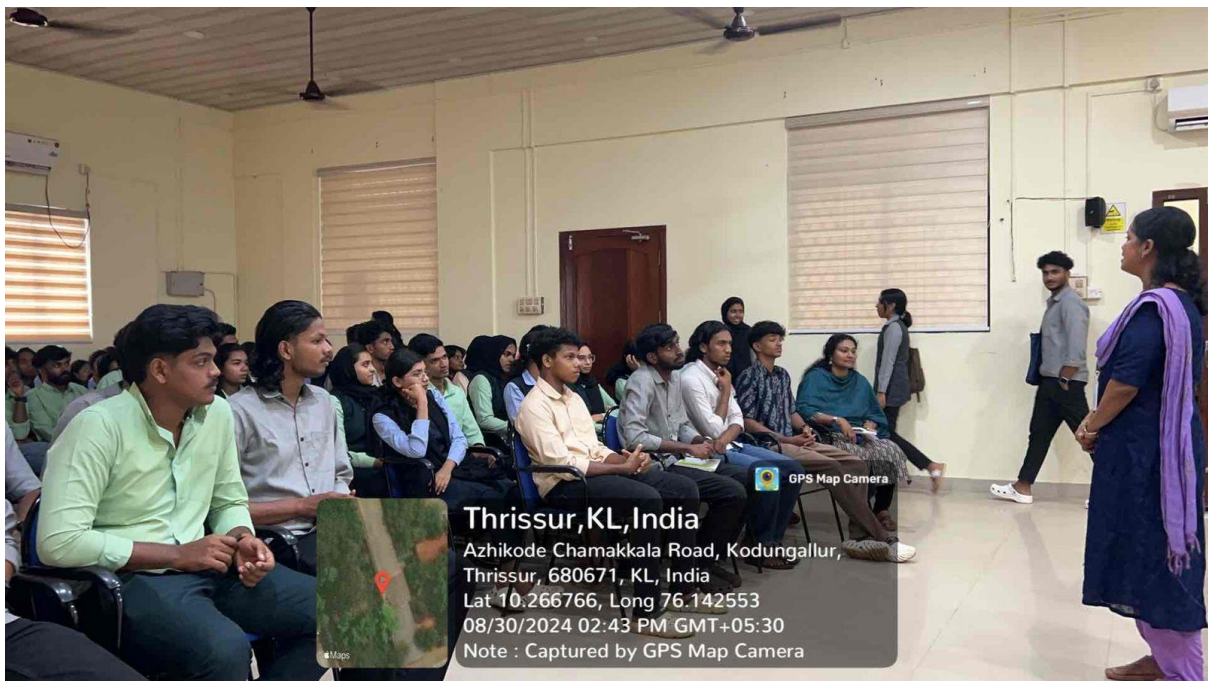 GPS Map Camera
Thrissur,KL,India
Azhikode Chamakkala Road, Kodungallur,
Thrissur, 680671, KL, India
Lat 10.266766, Long 76.142553
08/30/2024 02:43 PM GMT+05:30
Note : Captured by GPS Map Camera
Maps